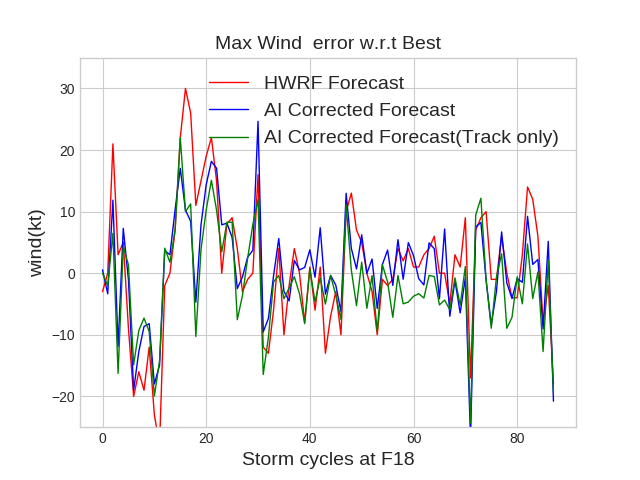 Max Wind  error w.r.t Best
HWRF Forecast
AI Corrected Forecast
AI Corrected Forecast(Track only)
wind(kt)
30
20
10
0
−10
−20
0 20 40 60 80
Storm cycles at F18